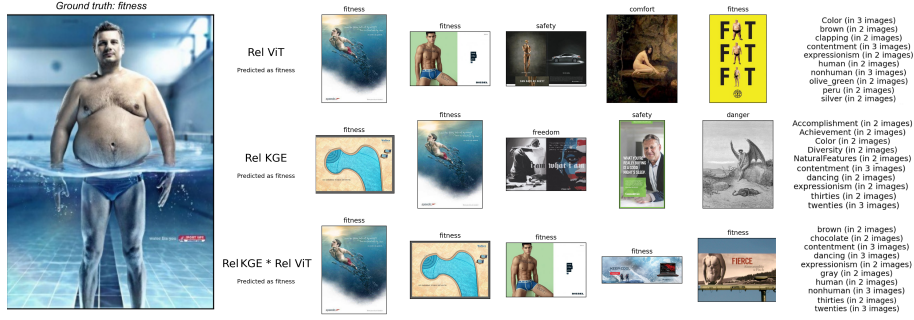 Ground truth: fitness
Rel ViT
Predicted as fitness
fitness
fitness
safety
comfort
fitness
F T
F T
F T
Color (in 3 images)
brown (in 2 images)
clapping (in 2 images)
contentment (in 3 images)
expressionism (in 2 images)
human (in 2 images)
nonhuman (in 3 images)
olive_green (in 2 images)
peru (in 2 images)
silver (in 2 images)
Rel KGE
Predicted as fitness
fitness
fitness
freedom
safety
danger
I am what i am
Accomplishment (in 2 images)
Achievement (in 2 images)
Color (in 2 images)
Diversity (in 2 images)
NaturalFeatures (in 2 images)
contentment (in 3 images)
dancing (in 2 images)
expressionism (in 2 images)
thirties (in 2 images)
twenties (in 3 images)
Rel KGE * Rel ViT
Predicted as fitness
fitness
fitness
fitness
fitness
fitness
FIERCE
brown (in 2 images)
chocolate (in 2 images)
contentment (in 3 images)
dancing (in 3 images)
expressionism (in 2 images)
gray (in 2 images)
human (in 2 images)
nonhuman (in 3 images)
thirties (in 2 images)
twenties (in 3 images)